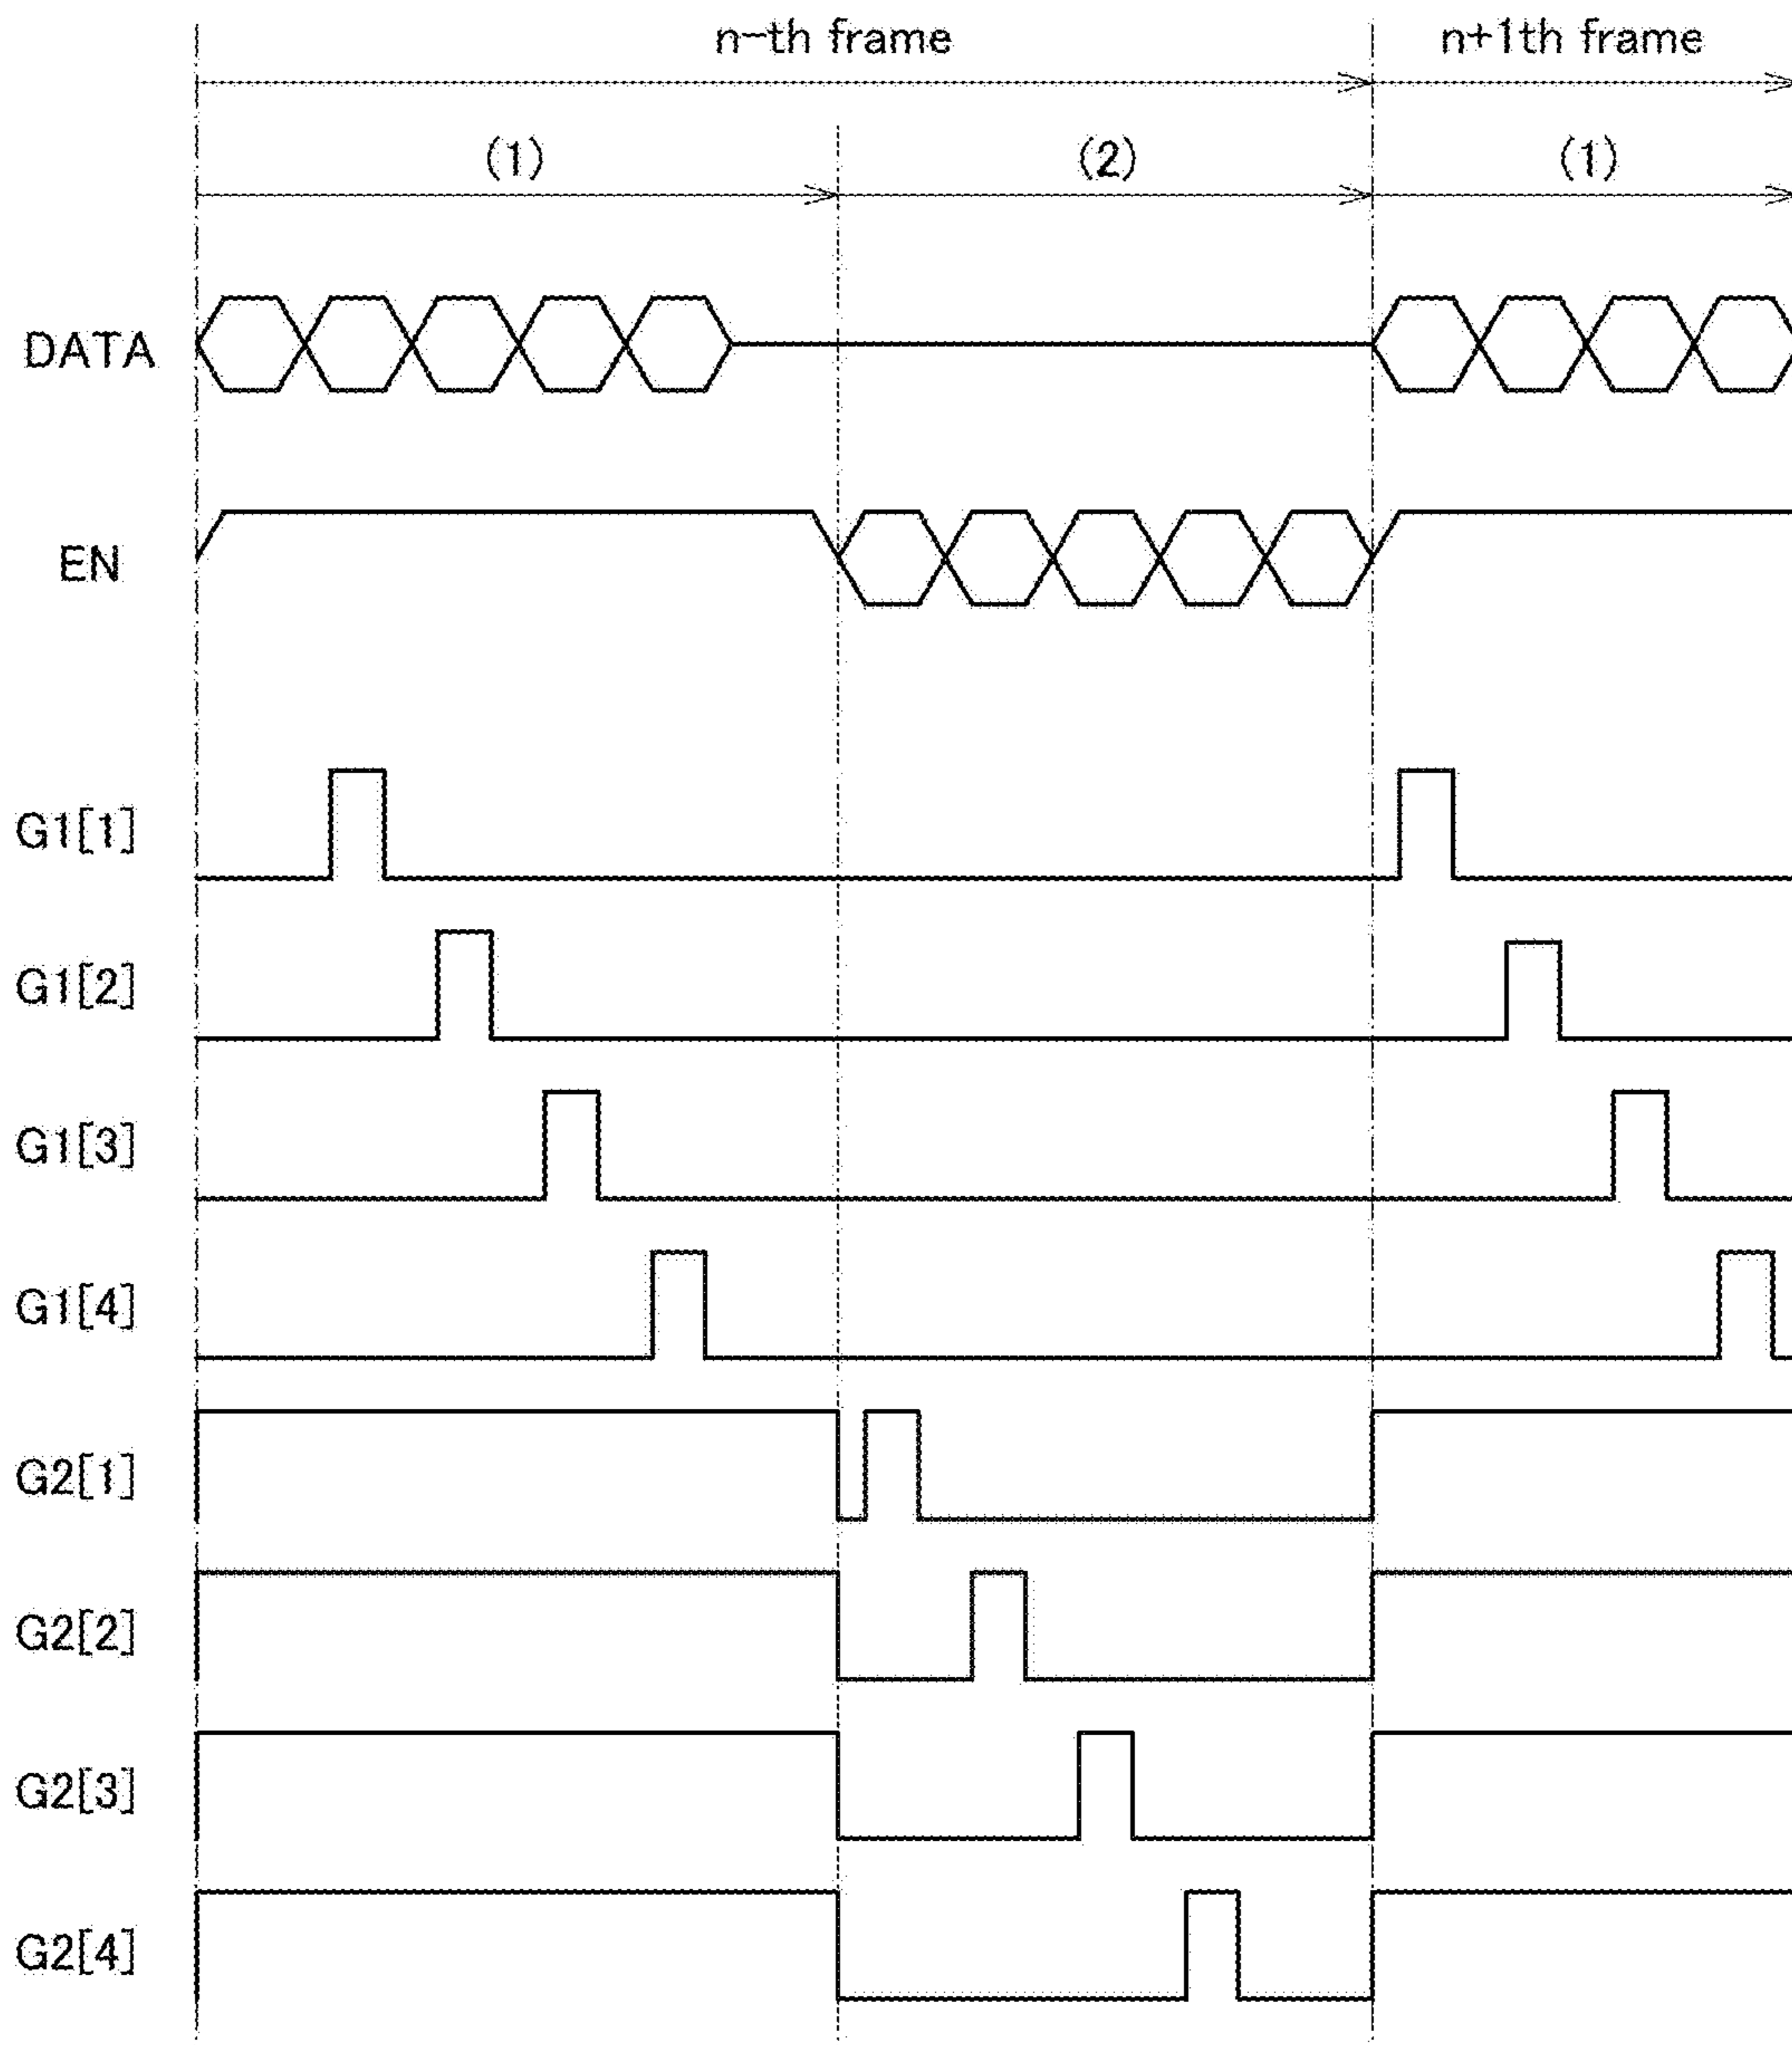 n-th frame n+1th frame
(1) (2) (1)
DATA
EN
G1[1]
G1[2]
G1[3]
G1[4]
G2[1]
G2[2]
G2[3]
G2[4]